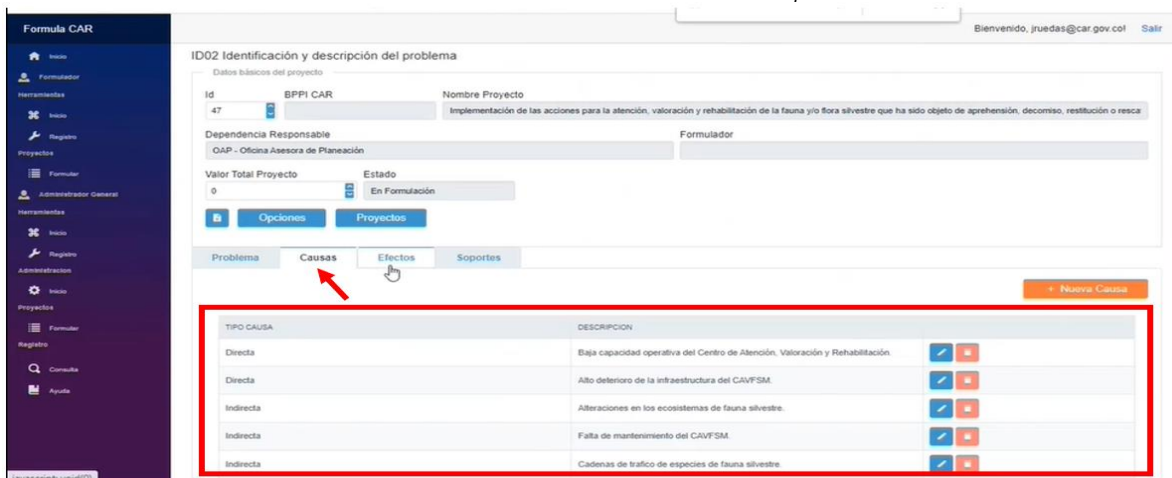 Formula CAR
Bienvenido, jruedas@car.gov.co! Salir
Inicio
Formulador
Herramientas
Inicio
Registro
Proyectos
Formular
Administrador General
Herramientas
Inicio
Registro
Administracion
Inicio
Proyectos
Formular
Registro
Consulta
Ayuda
ID02 Identificación y descripción del problema
Datos básicos del proyecto
Id BPPI CAR Nombre Proyecto
47 Implementación de las acciones para la atención, valoración y rehabilitación de la fauna y/o flora silvestre que ha sido objeto de aprehensión, decomiso, restitución o resca
Dependencia Responsable Formulador
OAP - Oficina Asesora de Planeación
Valor Total Proyecto Estado
0 En Formulación
Opciones Proyectos
Problema Causas Efectos Soportes
+ Nueva Causa
TIPO CAUSA DESCRIPCION
Directa Baja capacidad operativa del Centro de Atención, Valoración y Rehabilitación.
Directa Alto deterioro de la infraestructura del CAVFSM.
Indirecta Alteraciones en los ecosistemas de fauna silvestre.
Indirecta Falta de mantenimiento del CAVFSM.
Indirecta Cadenas de trafico de especies de fauna silvestre.